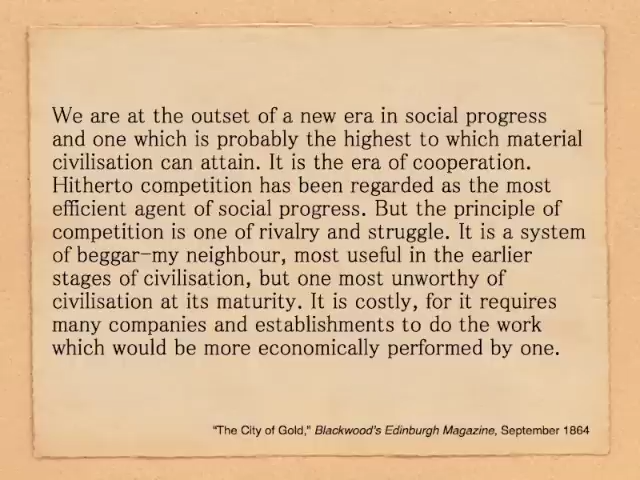 We are at the outset of a new era in social progress
and one which is probably the highest to which material
civilisation can attain. It is the era of cooperation.
Hitherto competition has been regarded as the most
efficient agent of social progress. But the principle of
competition is one of rivalry and struggle. It is a system
of beggar-my neighbour, most useful in the earlier
stages of civilisation, but one most unworthy of
civilisation at its maturity. It is costly, for it requires
many companies and establishments to do the work
which would be more economically performed by one.
"The City of Gold," Blackwood's Edinburgh Magazine, September 1864